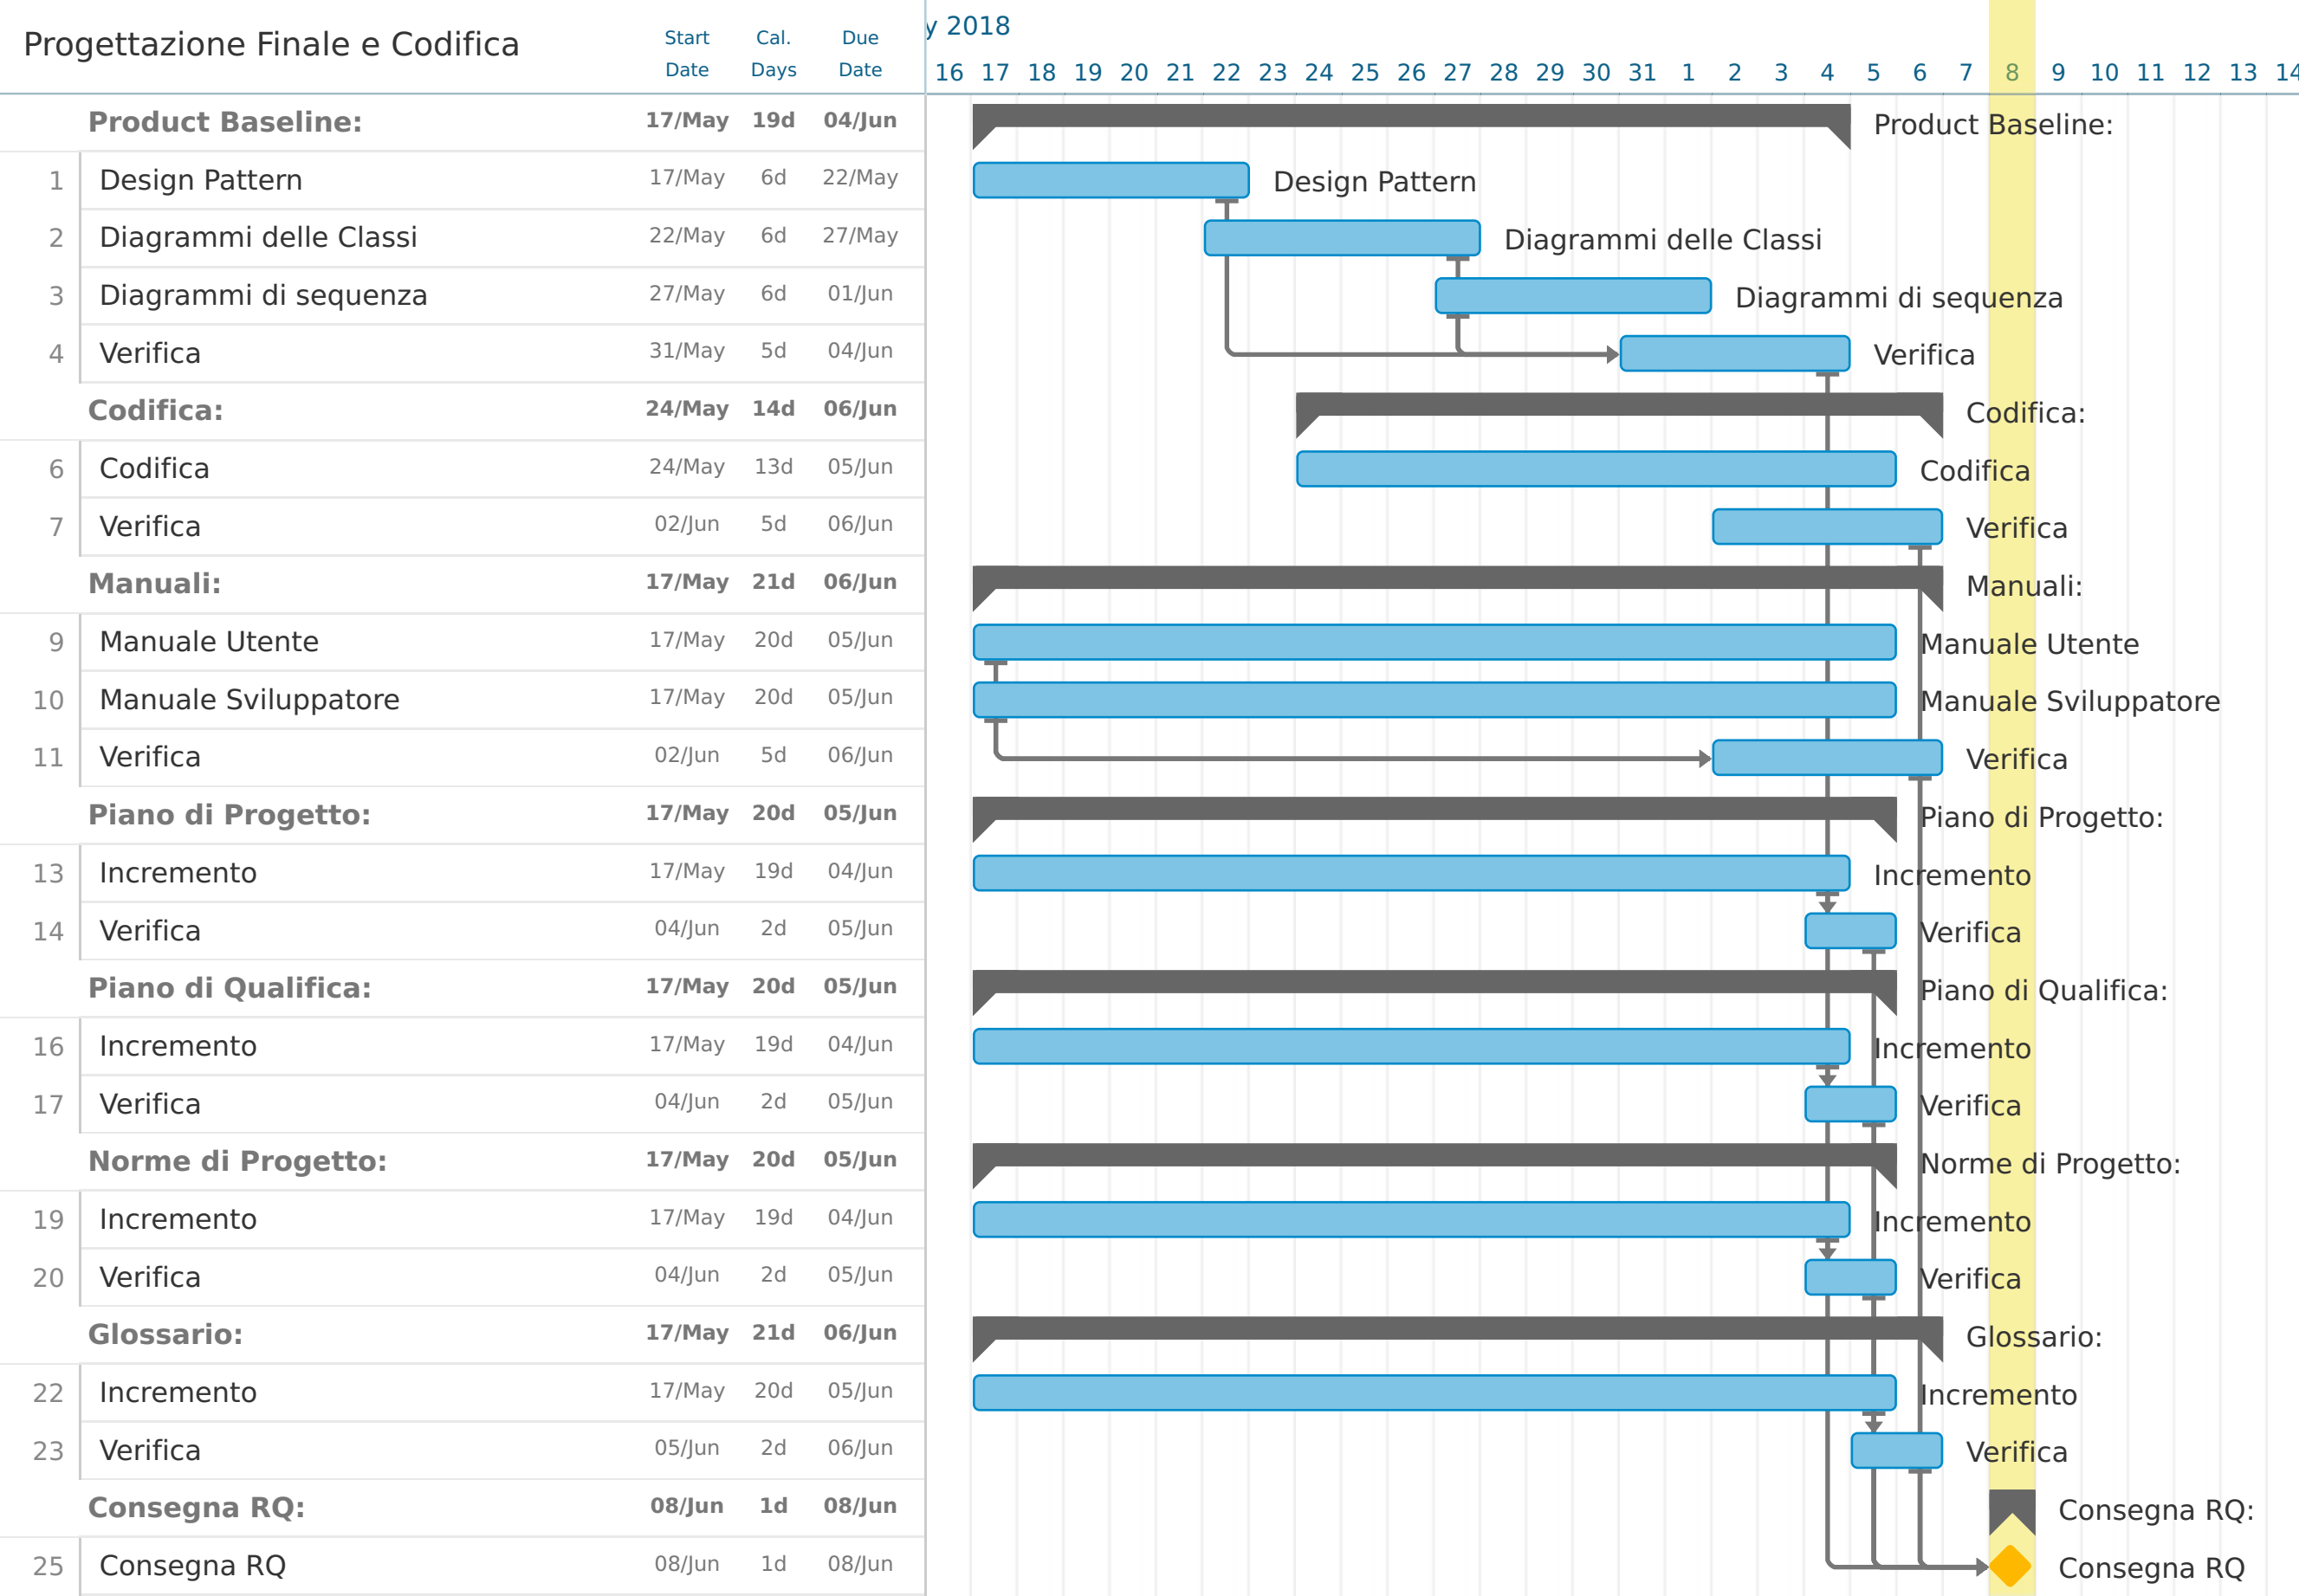 Progettazione Finale e Codifica
Start Date Cal. Days Due Date
y 2018
16 17 18 19 20 21 22 23 24 25 26 27 28 29 30 31 1 2 3 4 5 6 7 8 9 10 11 12 13 14
Product Baseline: 17/May 19d 04/Jun Product Baseline:
1 Design Pattern 17/May 6d 22/May Design Pattern
2 Diagrammi delle Classi 22/May 6d 27/May Diagrammi delle Classi
3 Diagrammi di sequenza 27/May 6d 01/Jun Diagrammi di sequenza
4 Verifica 31/May 5d 04/Jun Verifica
Codifica: 24/May 14d 06/Jun Codifica:
6 Codifica 24/May 13d 05/Jun Codifica
7 Verifica 02/Jun 5d 06/Jun Verifica
Manuali: 17/May 21d 06/Jun Manuali:
9 Manuale Utente 17/May 20d 05/Jun Manuale Utente
10 Manuale Sviluppatore 17/May 20d 05/Jun Manuale Sviluppatore
11 Verifica 02/Jun 5d 06/Jun Verifica
Piano di Progetto: 17/May 20d 05/Jun Piano di Progetto:
13 Incremento 17/May 19d 04/Jun Incremento
14 Verifica 04/Jun 2d 05/Jun Verifica
Piano di Qualifica: 17/May 20d 05/Jun Piano di Qualifica:
16 Incremento 17/May 19d 04/Jun Incremento
17 Verifica 04/Jun 2d 05/Jun Verifica
Norme di Progetto: 17/May 20d 05/Jun Norme di Progetto:
19 Incremento 17/May 19d 04/Jun Incremento
20 Verifica 04/Jun 2d 05/Jun Verifica
Glossario: 17/May 21d 06/Jun Glossario:
22 Incremento 17/May 20d 05/Jun Incremento
23 Verifica 05/Jun 2d 06/Jun Verifica
Consegna RQ: 08/Jun 1d 08/Jun Consegna RQ:
25 Consegna RQ 08/Jun 1d 08/Jun Consegna RQ